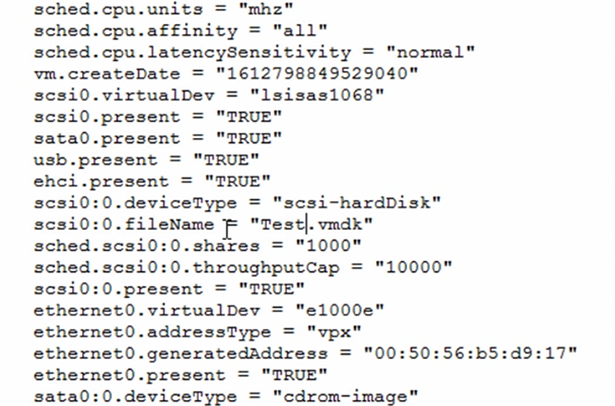 sched.cpu.units = "mhz"
sched.cpu.affinity = "all"
sched.cpu.latencySensitivity = "normal"
vm.createDate = "1612798849529040"
scsi0.virtualDev = "lsisas1068"
scsi0.present = "TRUE"
sata0.present = "TRUE"
usb.present = "TRUE"
ehci.present = "TRUE"
scsi0:0.deviceType = "scsi-hardDisk"
scsi0:0.fileName = "Test.vmdk"
sched.scsi0:0.shares = "1000"
sched.scsi0:0.throughputCap = "10000"
scsi0:0.present = "TRUE"
ethernet0.virtualDev = "e1000e"
ethernet0.addressType = "vpx"
ethernet0.generatedAddress = "00:50:56:b5:d9:17"
ethernet0.present = "TRUE"
sata0:0.deviceType = "cdrom-image"